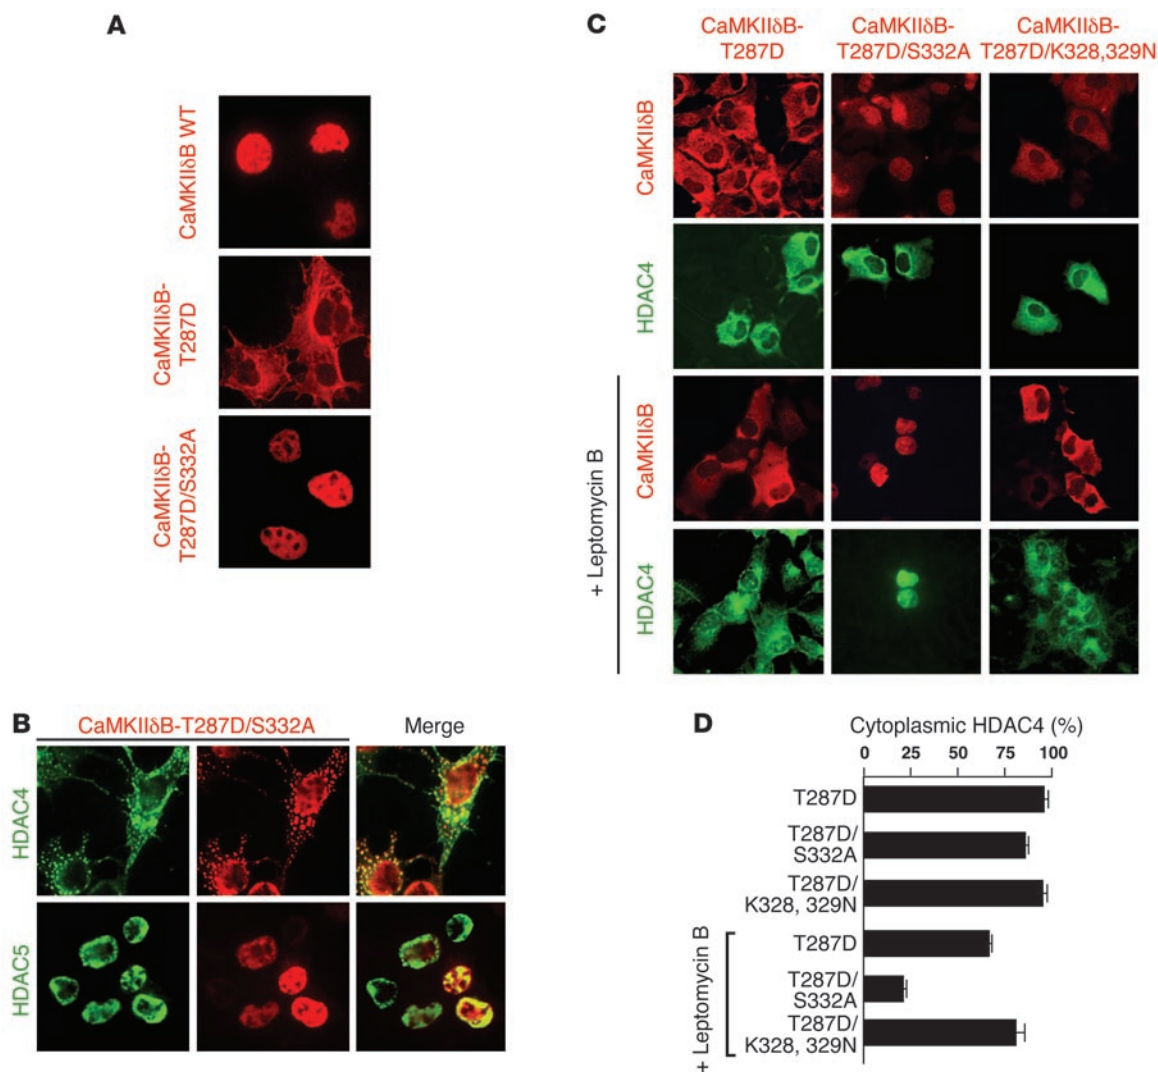 A
CaMKIIδB WT
CaMKIIδB-
T287D
CaMKIIδB-
T287D/S332A
B
CaMKIIδB-T287D/S332A
Merge
HDAC4
HDAC5
C
CaMKIIδB-
T287D
CaMKIIδB-
T287D/S332A
CaMKIIδB-
T287D/K328,329N
CaMKIIδB
HDAC4
+ Leptomycin B
CaMKIIδB
HDAC4
D
Cytoplasmic HDAC4 (%)
0 25 50 75 100
T287D
T287D/
S332A
T287D/
K328, 329N
+ Leptomycin B
T287D
T287D/
S332A
T287D/
K328, 329N